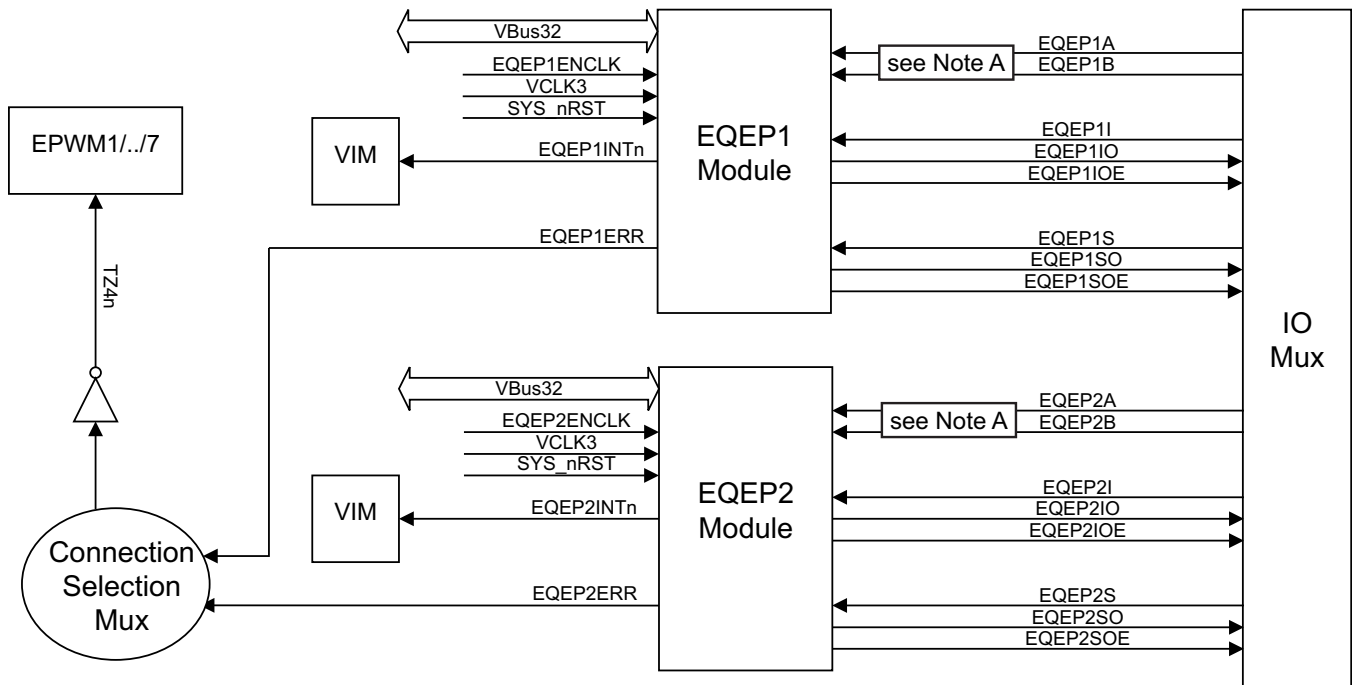 VBus32
EQEP1ENCLK
VCLK3
SYS_nRST
EQEP1INTn
EQEP1ERR
EPWM1/../7
VIM
EQEP1
Module
see Note A
EQEP1A
EQEP1B
EQEP1I
EQEP1IO
EQEP1IOE
EQEP1S
EQEP1SO
EQEP1SOE
IO
Mux
TZ4n
VBus32
EQEP2ENCLK
VCLK3
SYS_nRST
EQEP2INTn
EQEP2ERR
VIM
EQEP2
Module
see Note A
EQEP2A
EQEP2B
EQEP2I
EQEP2IO
EQEP2IOE
EQEP2S
EQEP2SO
EQEP2SOE
Connection
Selection
Mux